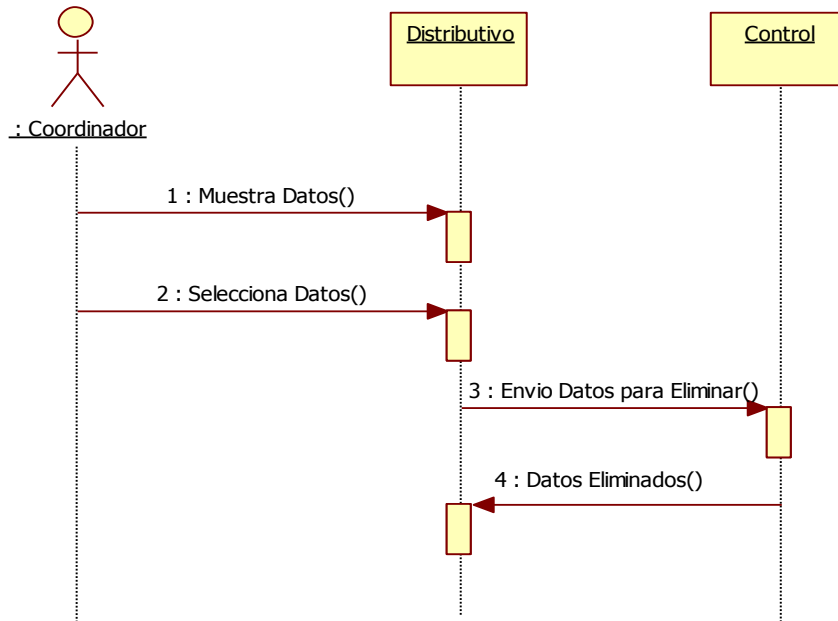 Distributivo
Control
: Coordinador
1 : Muestra Datos()
2 : Selecciona Datos()
3 : Envio Datos para Eliminar()
4 : Datos Eliminados()